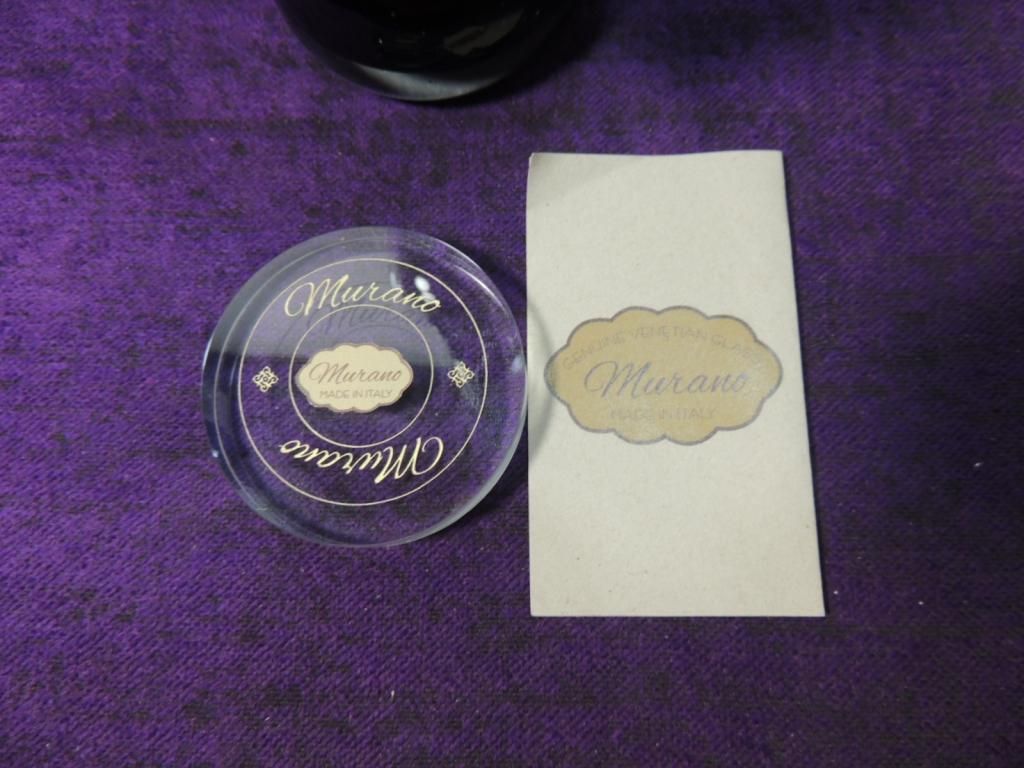 Murano
Murano
MADE IN ITALY
Murano
GENUINE VENETIAN GLASS
Murano
MADE IN ITALY